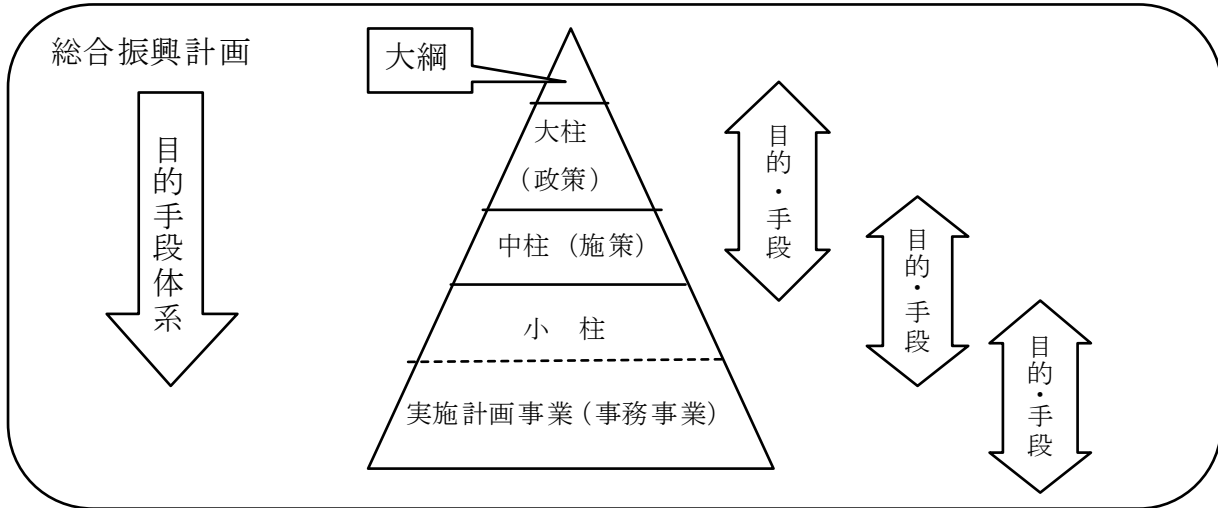 総合振興計画
大綱
目的手段体系
大柱
（政策）
中柱（施策）
小　柱
実施計画事業（事務事業）
目的・手段
目的・手段
目的・手段